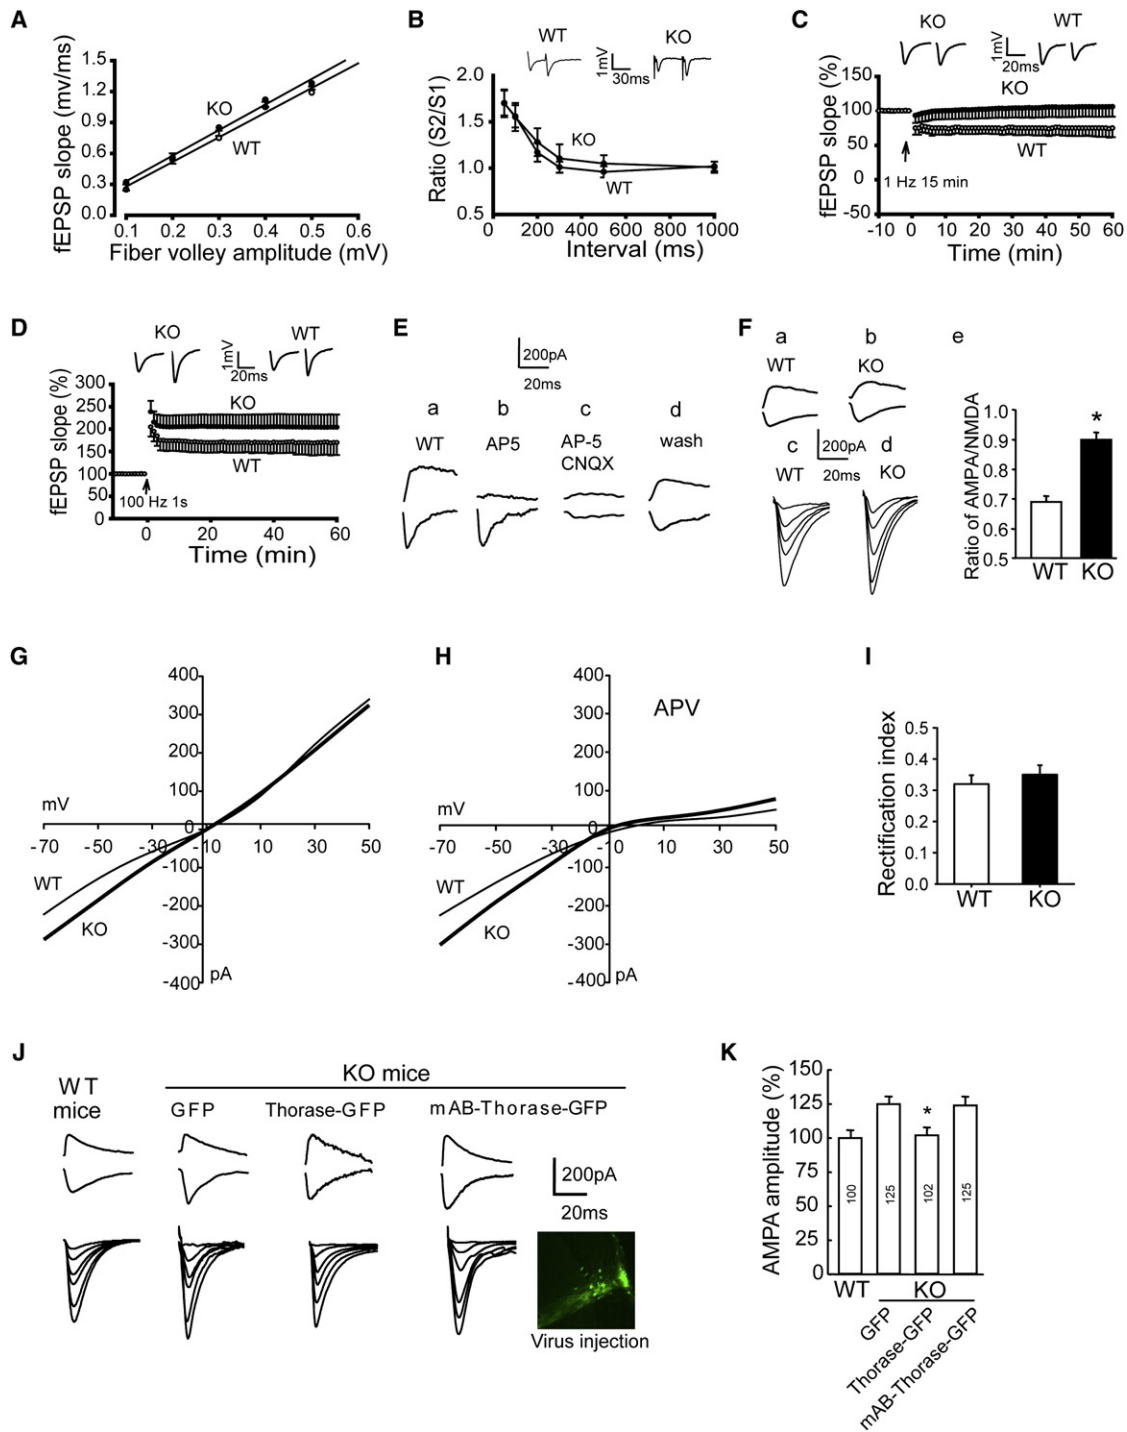 A
fEPSP slope (mv/ms)
1.5
1.2
0.9
0.6
0.3
0.0
KO
WT
0.1 0.2 0.3 0.4 0.5 0.6
Fiber volley amplitude (mV)
B
WT
KO
1mV
30ms
Ratio (S2/S1)
2.0
1.5
1.0
0.5
KO
WT
0 200 400 600 800 1000
Interval (ms)
C
KO
WT
1mV
20ms
fEPSP slope (%)
150
100
50
0
-50
KO
WT
1 Hz 15 min
-10 0 10 20 30 40 50 60
Time (min)
D
KO
WT
1mV
20ms
fEPSP slope (%)
300
250
200
150
100
50
0
KO
WT
100 Hz 1s
0 20 40 60
Time (min)
E
200pA
20ms
a b c d
WT AP5 AP-5 wash
CNQX
F
a b
WT KO
c d
200pA
20ms
WT KO
e
Ratio of AMPA/NMDA
1.0
0.9
0.8
0.7
0.6
0.5
*
WT KO
G
400
300
200
100
0
-100
-200
-300
-400
mV
-70 -50 -30 -10 10 30 50
WT
KO
pA
H
400
300
200
100
0
-100
-200
-300
-400
APV
mV
-70 -50 -30 -10 0 10 30 50
WT
KO
pA
I
Rectification index
0.5
0.4
0.3
0.2
0.1
0.0
WT KO
J
WT
mice
KO mice
GFP Thorase-GFP mAB-Thorase-GFP
200pA
20ms
Virus injection
K
AMPA amplitude (%)
150
125
100
75
50
25
0
*
100 125 102 125
WT KO
GFP
Thorase-GFP
mAB-Thorase-GFP